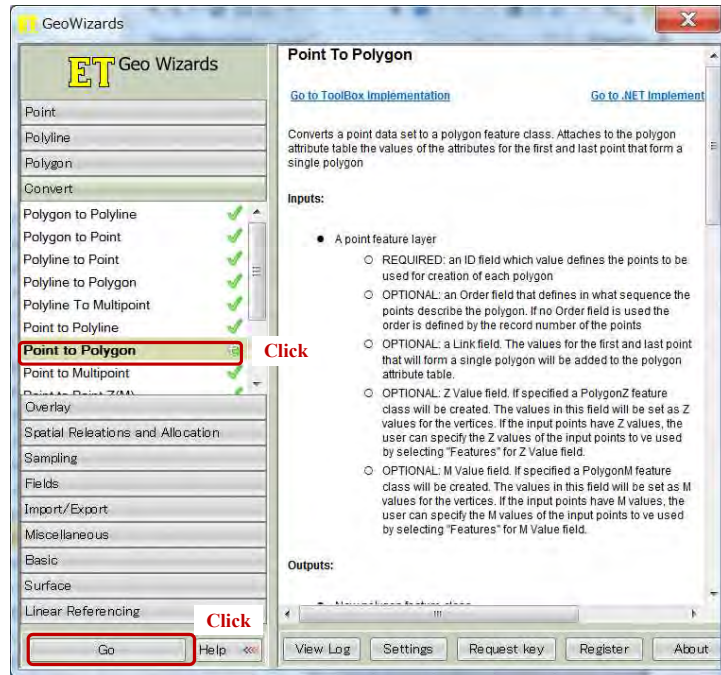 GeoWizards
ET Geo Wizards
Point
Polyline
Polygon
Convert
Polygon to Polyline
Polygon to Point
Polyline to Point
Polyline to Polygon
Polyline To Multipoint
Point to Polyline
Point to Polygon
Click
Point to Multipoint
Point to Point Z(M)
Overlay
Spatial Releations and Allocation
Sampling
Fields
Import/Export
Miscellaneous
Basic
Surface
Linear Referencing
Click
Go
Help
Point To Polygon
Go to ToolBox Implementation
Go to .NET Implement
Converts a point data set to a polygon feature class. Attaches to the polygon
attribute table the values of the attributes for the first and last point that form a
single polygon
Inputs:
A point feature layer
REQUIRED: an ID field which value defines the points to be
used for creation of each polygon
OPTIONAL: an Order field that defines in what sequence the
points describe the polygon. If no Order field is used the
order is defined by the record number of the points
OPTIONAL: a Link field. The values for the first and last point
that will form a single polygon will be added to the polygon
attribute table.
OPTIONAL: Z Value field. If specified a PolygonZ feature
class will be created. The values in this field will be set as Z
values for the vertices. If the input points have Z values, the
user can specify the Z values of the input points to ve used
by selecting "Features" for Z Value field.
OPTIONAL: M Value field. If specified a PolygonM feature
class will be created. The values in this field will be set as M
values for the vertices. If the input points have M values, the
user can specify the M values of the input points to ve used
by selecting "Features" for M Value field.
Outputs:
New polygon feature class
View Log
Settings
Request key
Register
About